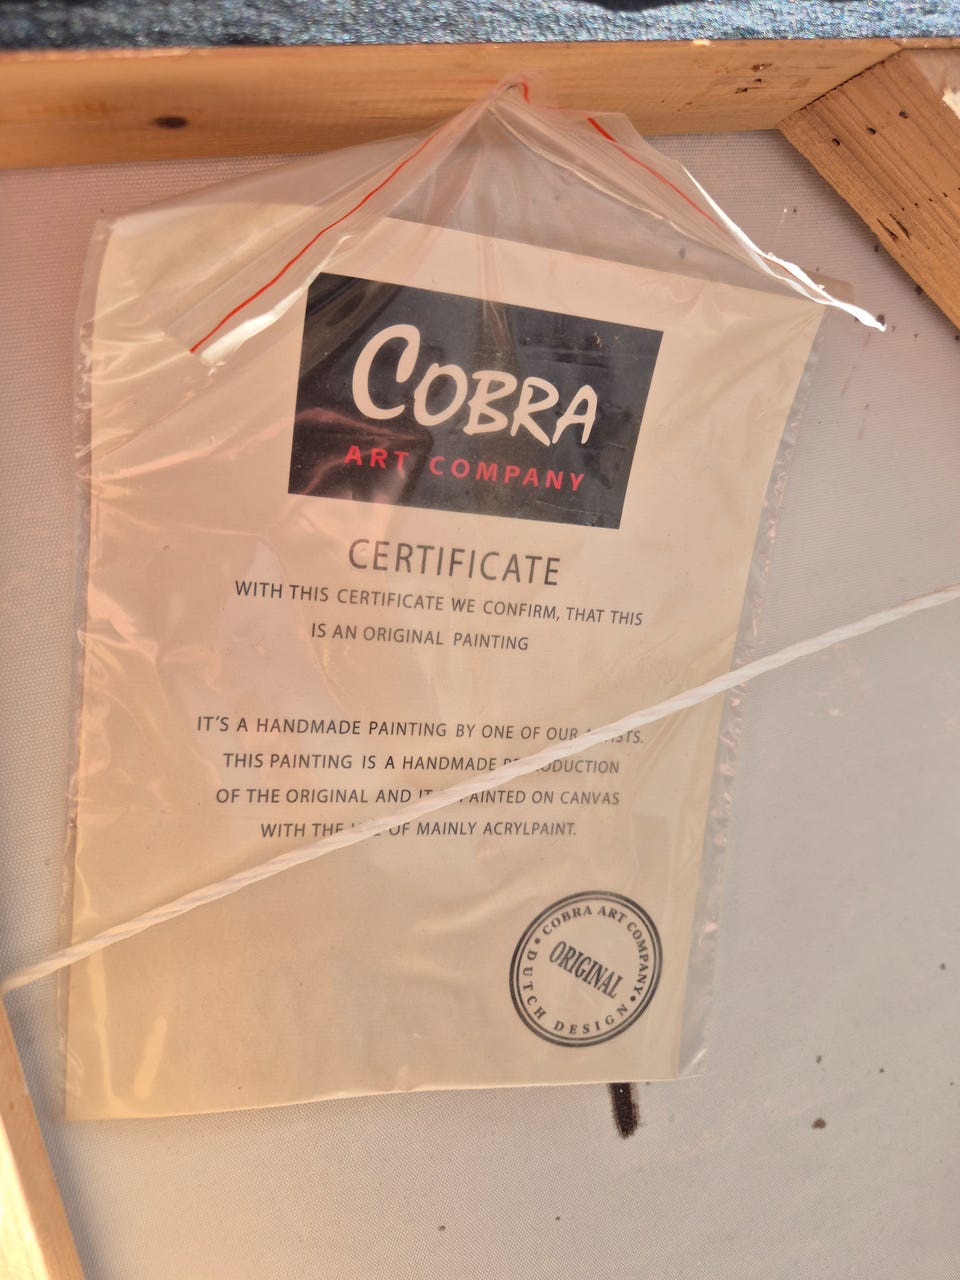 COBRA
ART COMPANY
CERTIFICATE
WITH THIS CERTIFICATE WE CONFIRM, THAT THIS
IS AN ORIGINAL PAINTING
IT'S A HANDMADE PAINTING BY ONE OF OUR
THIS PAINTING IS A HANDMADE
OF THE ORIGINAL AND IT PAINTED ON CANVAS
WITH THE OF MAINLY ACRYLPAINT.
COBRA ART COMPANY
ORIGINAL
DUTCH DESIGN